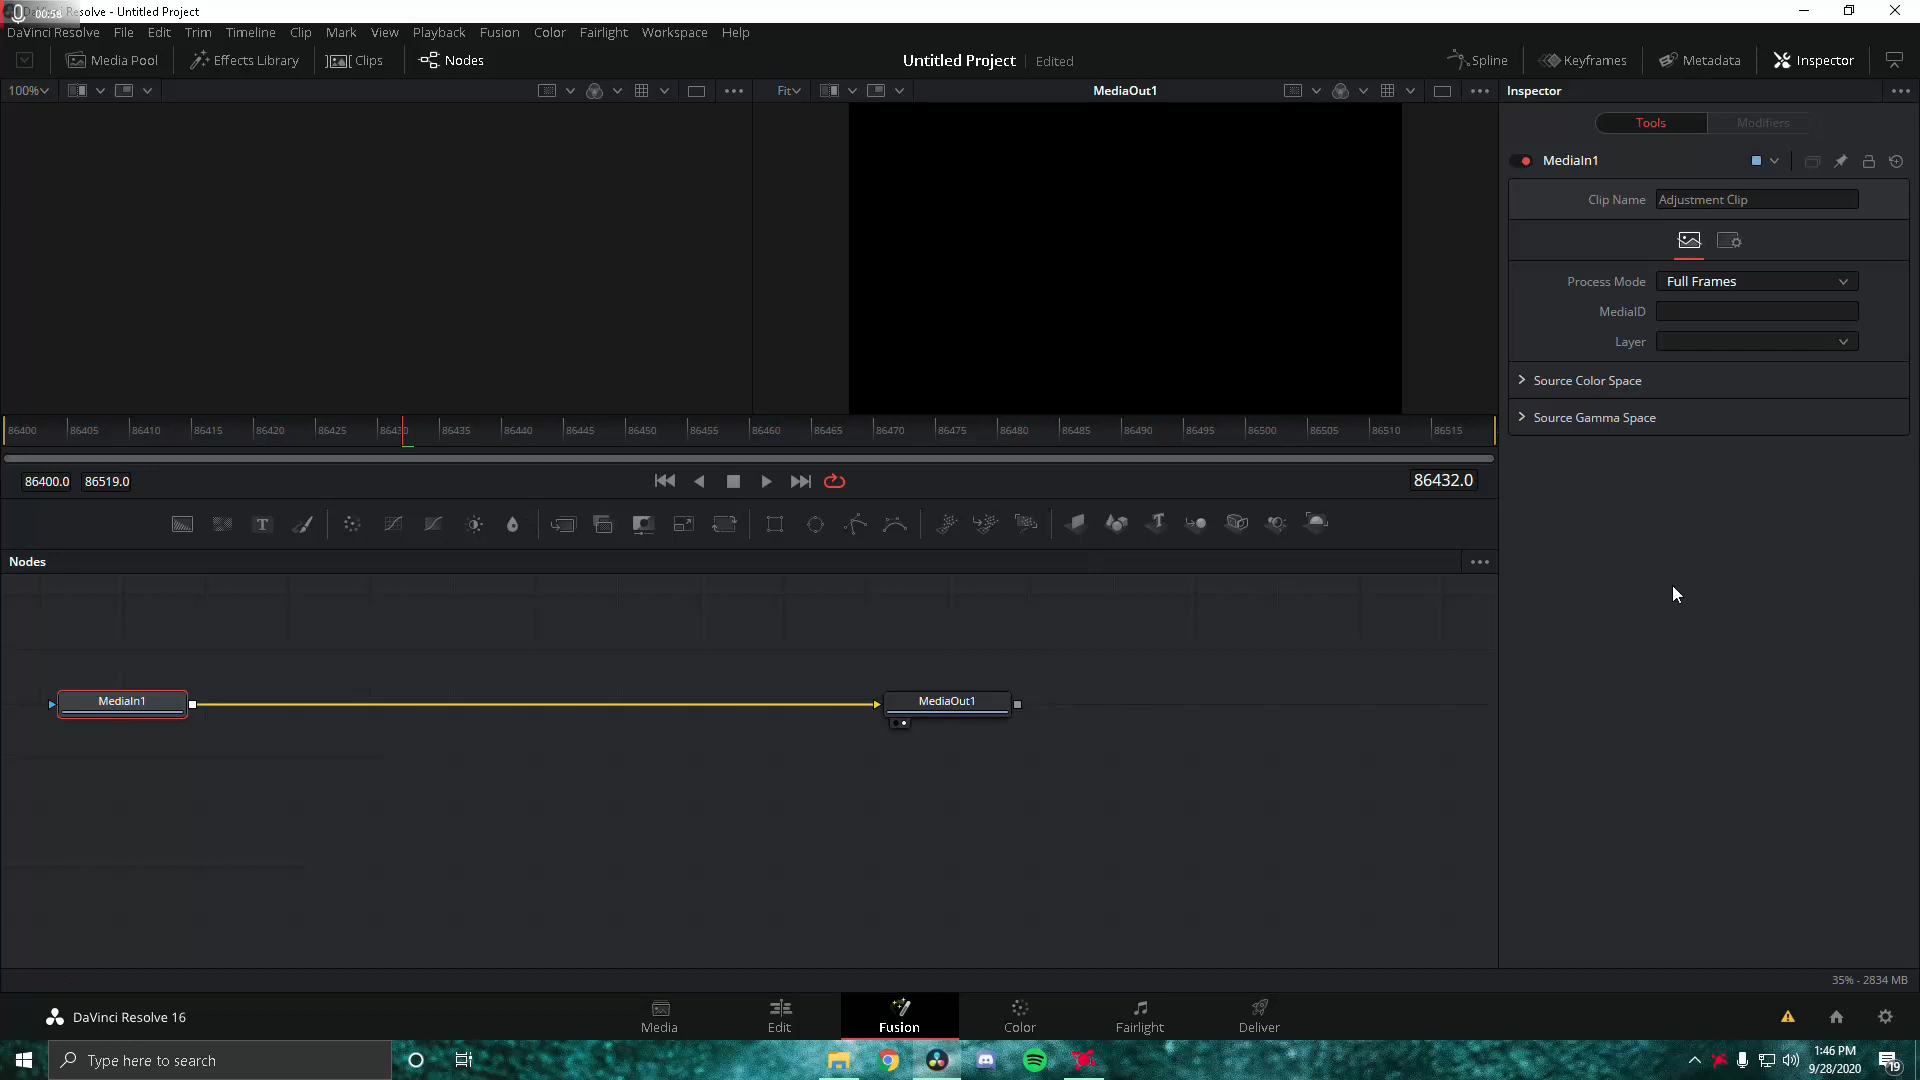 00:58
esolve - Untitled Project
DaVinci Resolve File Edit Trim Timeline Clip Mark View Playback Fusion Color Fairlight Workspace Help
Media Pool Effects Library Clips Nodes Untitled Project Edited Spline Keyframes Metadata Inspector
100% Fit MediaOut1 Inspector
Tools Modifiers
MediaIn1
Clip Name Adjustment Clip
Process Mode Full Frames
MediaID
Layer
Source Color Space
Source Gamma Space
86400 86405 86410 86415 86420 86425 86430 86435 86440 86445 86450 86455 86460 86465 86470 86475 86480 86485 86490 86495 86500 86505 86510 86515
86400.0 86519.0 86432.0
T T
Nodes
MediaIn1 MediaOut1
35% - 2834 MB
DaVinci Resolve 16 Media Edit Fusion Color Fairlight Deliver
Type here to search
1:46 PM
9/28/2020
19